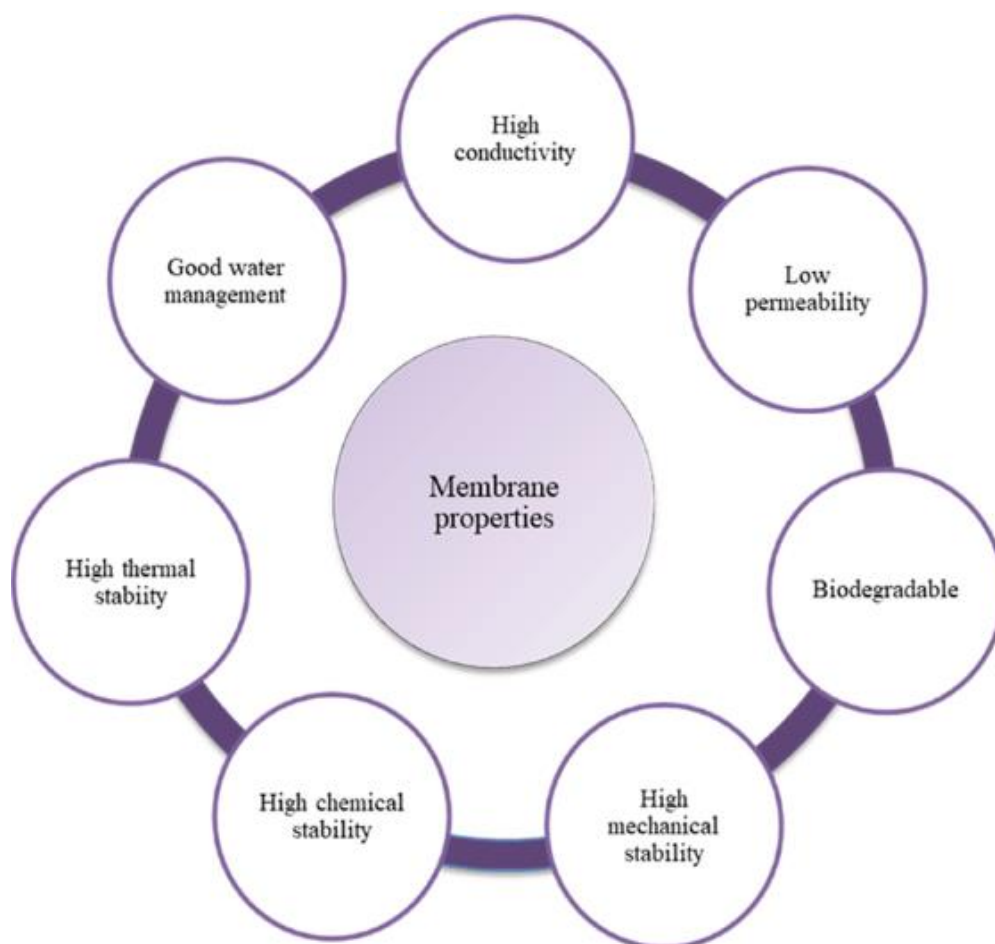 High
conductivity
Low
permeability
Biodegradable
High
mechanical
stability
High chemical
stability
High thermal
stabiity
Good water
management
Membrane
properties